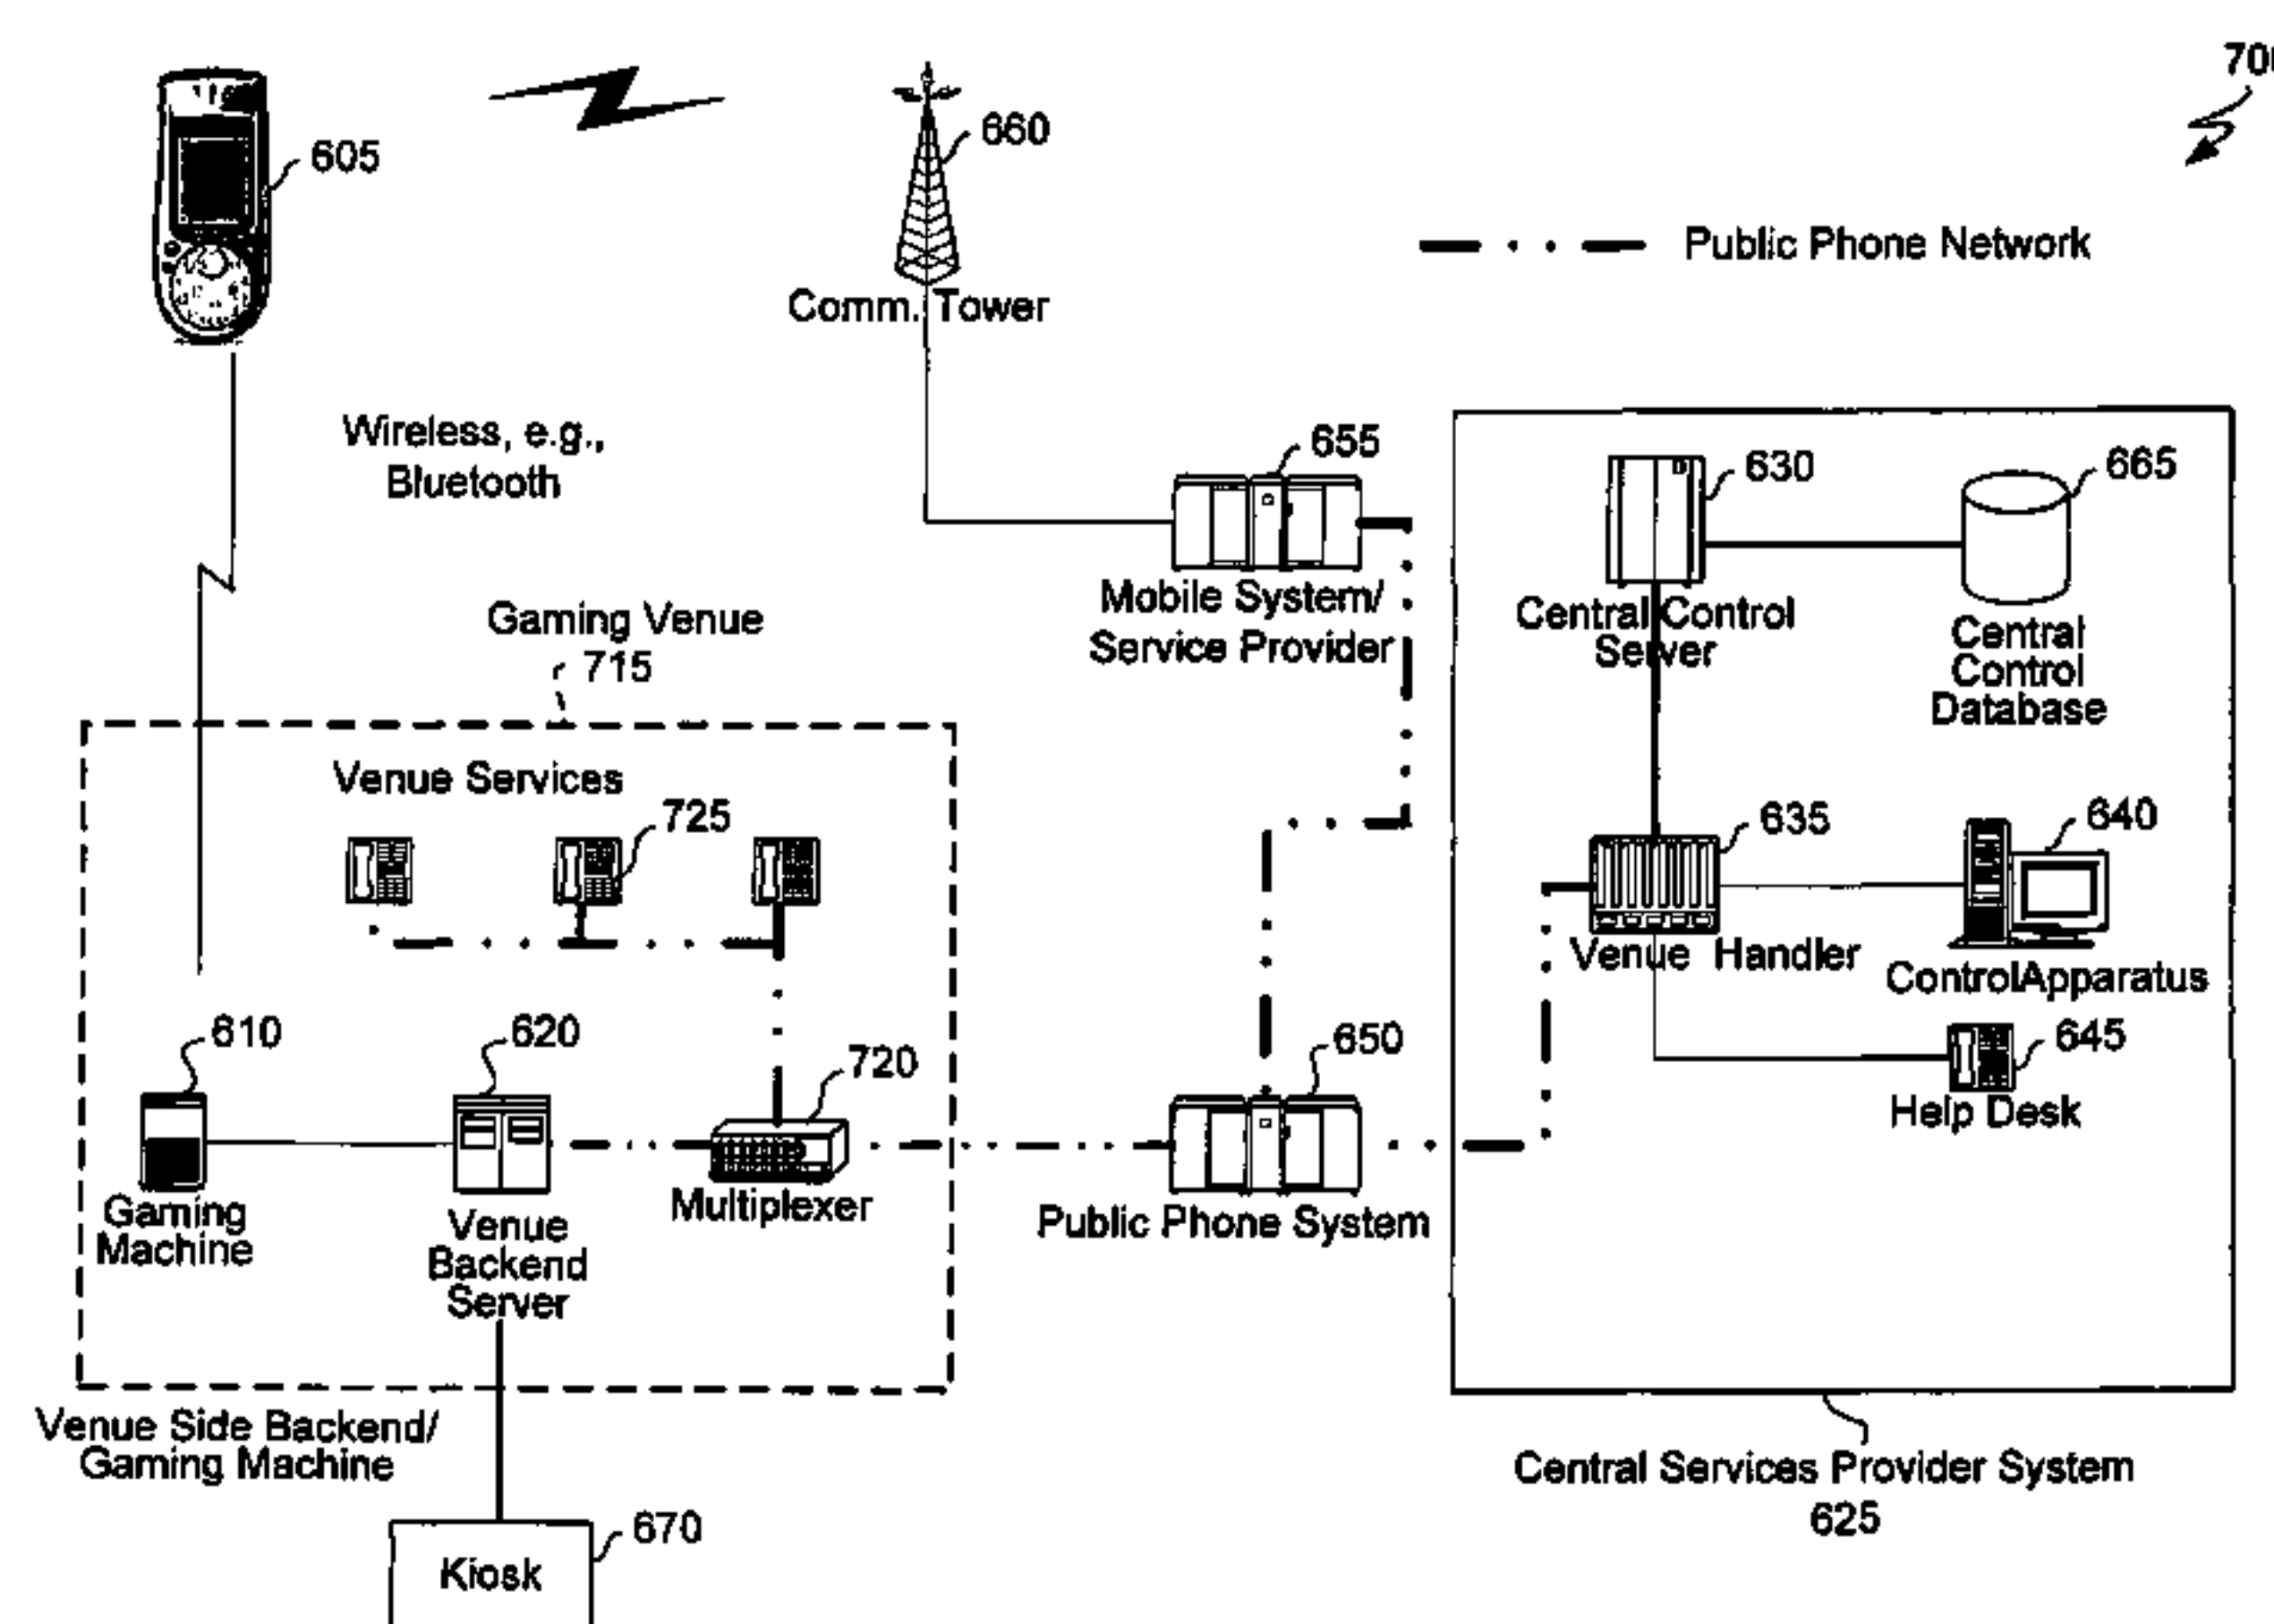 700
605
660
Public Phone Network
Comm. Tower
Wireless, e.g.,
Bluetooth
655
Mobile System/
Service Provider
630
665
Central Control
Server
Central
Control
Database
Gaming Venue
715
Venue Services
725
635
640
Venue Handler
ControlApparatus
645
Help Desk
610
620
720
650
Gaming
Machine
Venue
Backend
Server
Multiplexer
Public Phone System
Venue Side Backend/
Gaming Machine
Central Services Provider System
625
670
Kiosk